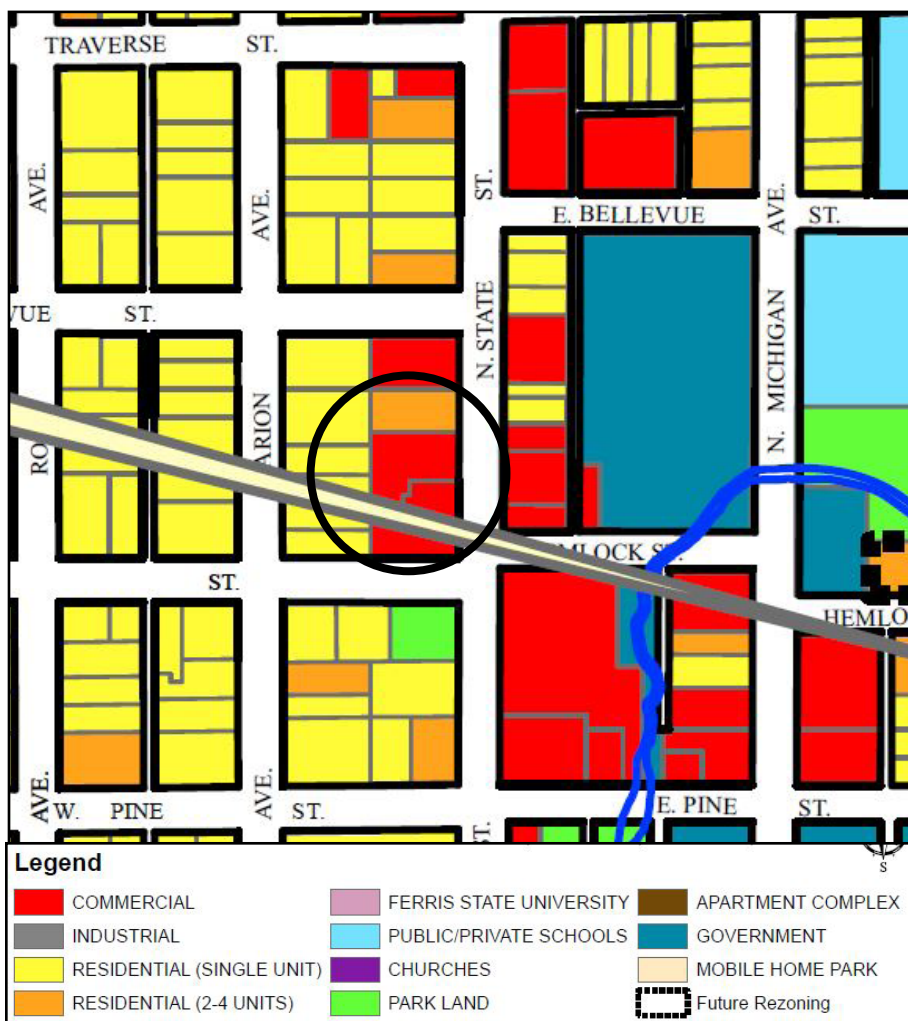 TRAVERSE ST.
AVE.
AVE.
ST.
AVE.
E. BELLEVUE ST.
VUE ST.
N. STATE
N. MICHIGAN
RO
ARION
MLOCK ST.
ST.
HEMLO
AVE.
AVE.
W. PINE ST.
E. PINE ST.
ST.
S
Legend
COMMERCIAL
INDUSTRIAL
RESIDENTIAL (SINGLE UNIT)
RESIDENTIAL (2-4 UNITS)
FERRIS STATE UNIVERSITY
PUBLIC/PRIVATE SCHOOLS
CHURCHES
PARK LAND
APARTMENT COMPLEX
GOVERNMENT
MOBILE HOME PARK
Future Rezoning